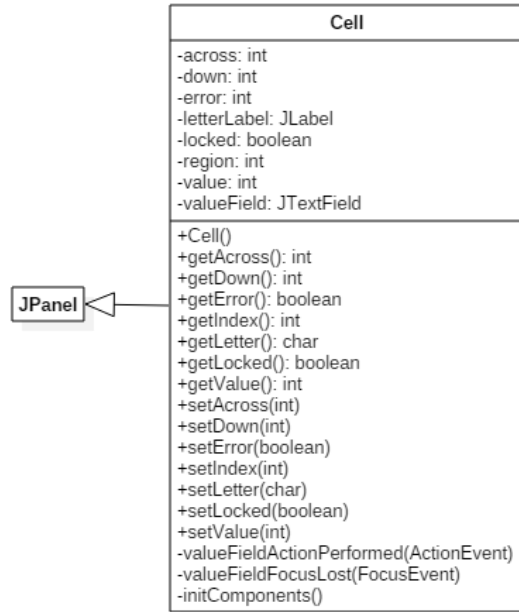 Cell
-across: int
-down: int
-error: int
-letterLabel: JLabel
-locked: boolean
-region: int
-value: int
-valueField: JTextField
+Cell()
+getAcross(): int
+getDown(): int
+getError(): boolean
+getIndex(): int
+getLetter(): char
+getLocked(): boolean
+getValue(): int
+setAcross(int)
+setDown(int)
+setError(boolean)
+setIndex(int)
+setLetter(char)
+setLocked(boolean)
+setValue(int)
-valueFieldActionPerformed(ActionEvent)
-valueFieldFocusLost(FocusEvent)
-initComponents()
JPanel